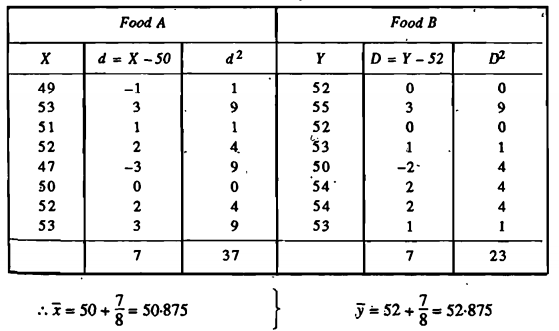 Food A Food B
X d = X – 50 d² Y D = Y – 52 D²
49 –1 1 52 0 0
53 3 9 55 3 9
51 1 1 52 0 0
52 2 4 53 1 1
47 –3 9 50 –2 4
50 0 0 54 2 4
52 2 4 54 2 4
53 3 9 53 1 1
7 37 7 23
∴ x̄ = 50 + 7/8 = 50·875 } ȳ = 52 + 7/8 = 52·875